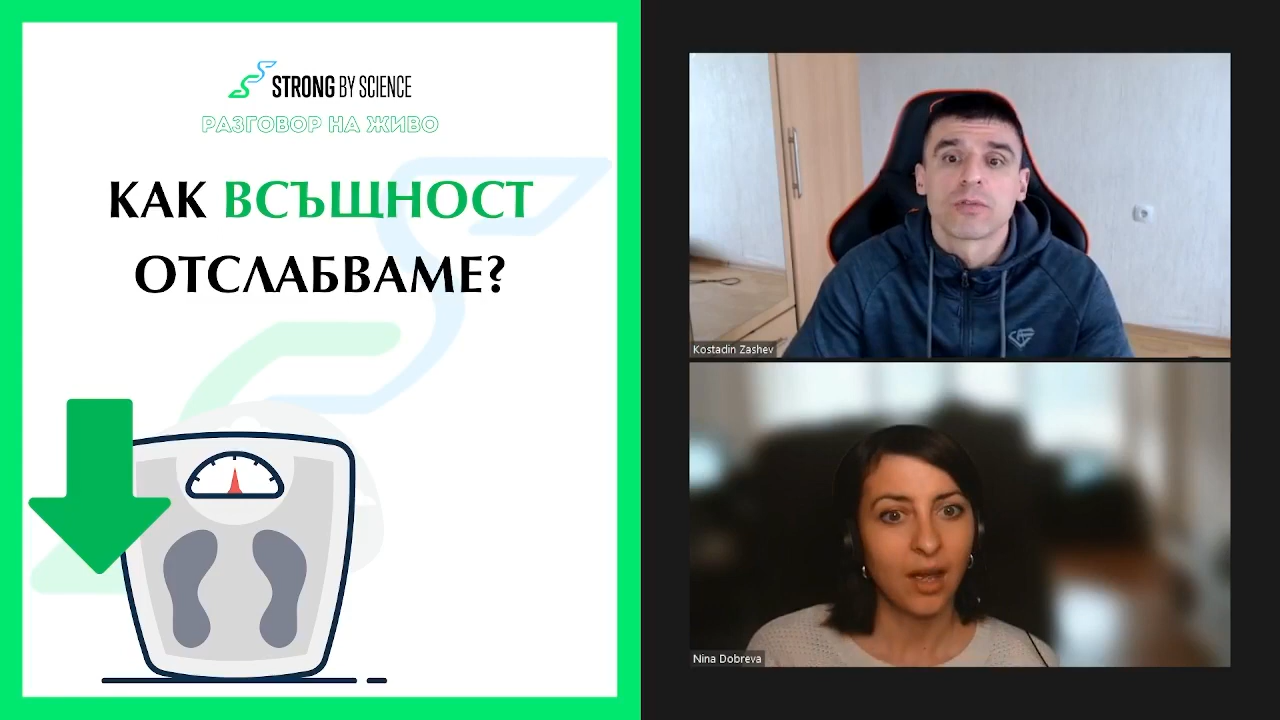 STRONG BY SCIENCE
РАЗГОВОР НА ЖИВО
КАК ВСЪЩНОСТ
ОТСЛАБВАМЕ?
Kostadin Zashev
Nina Dobreva